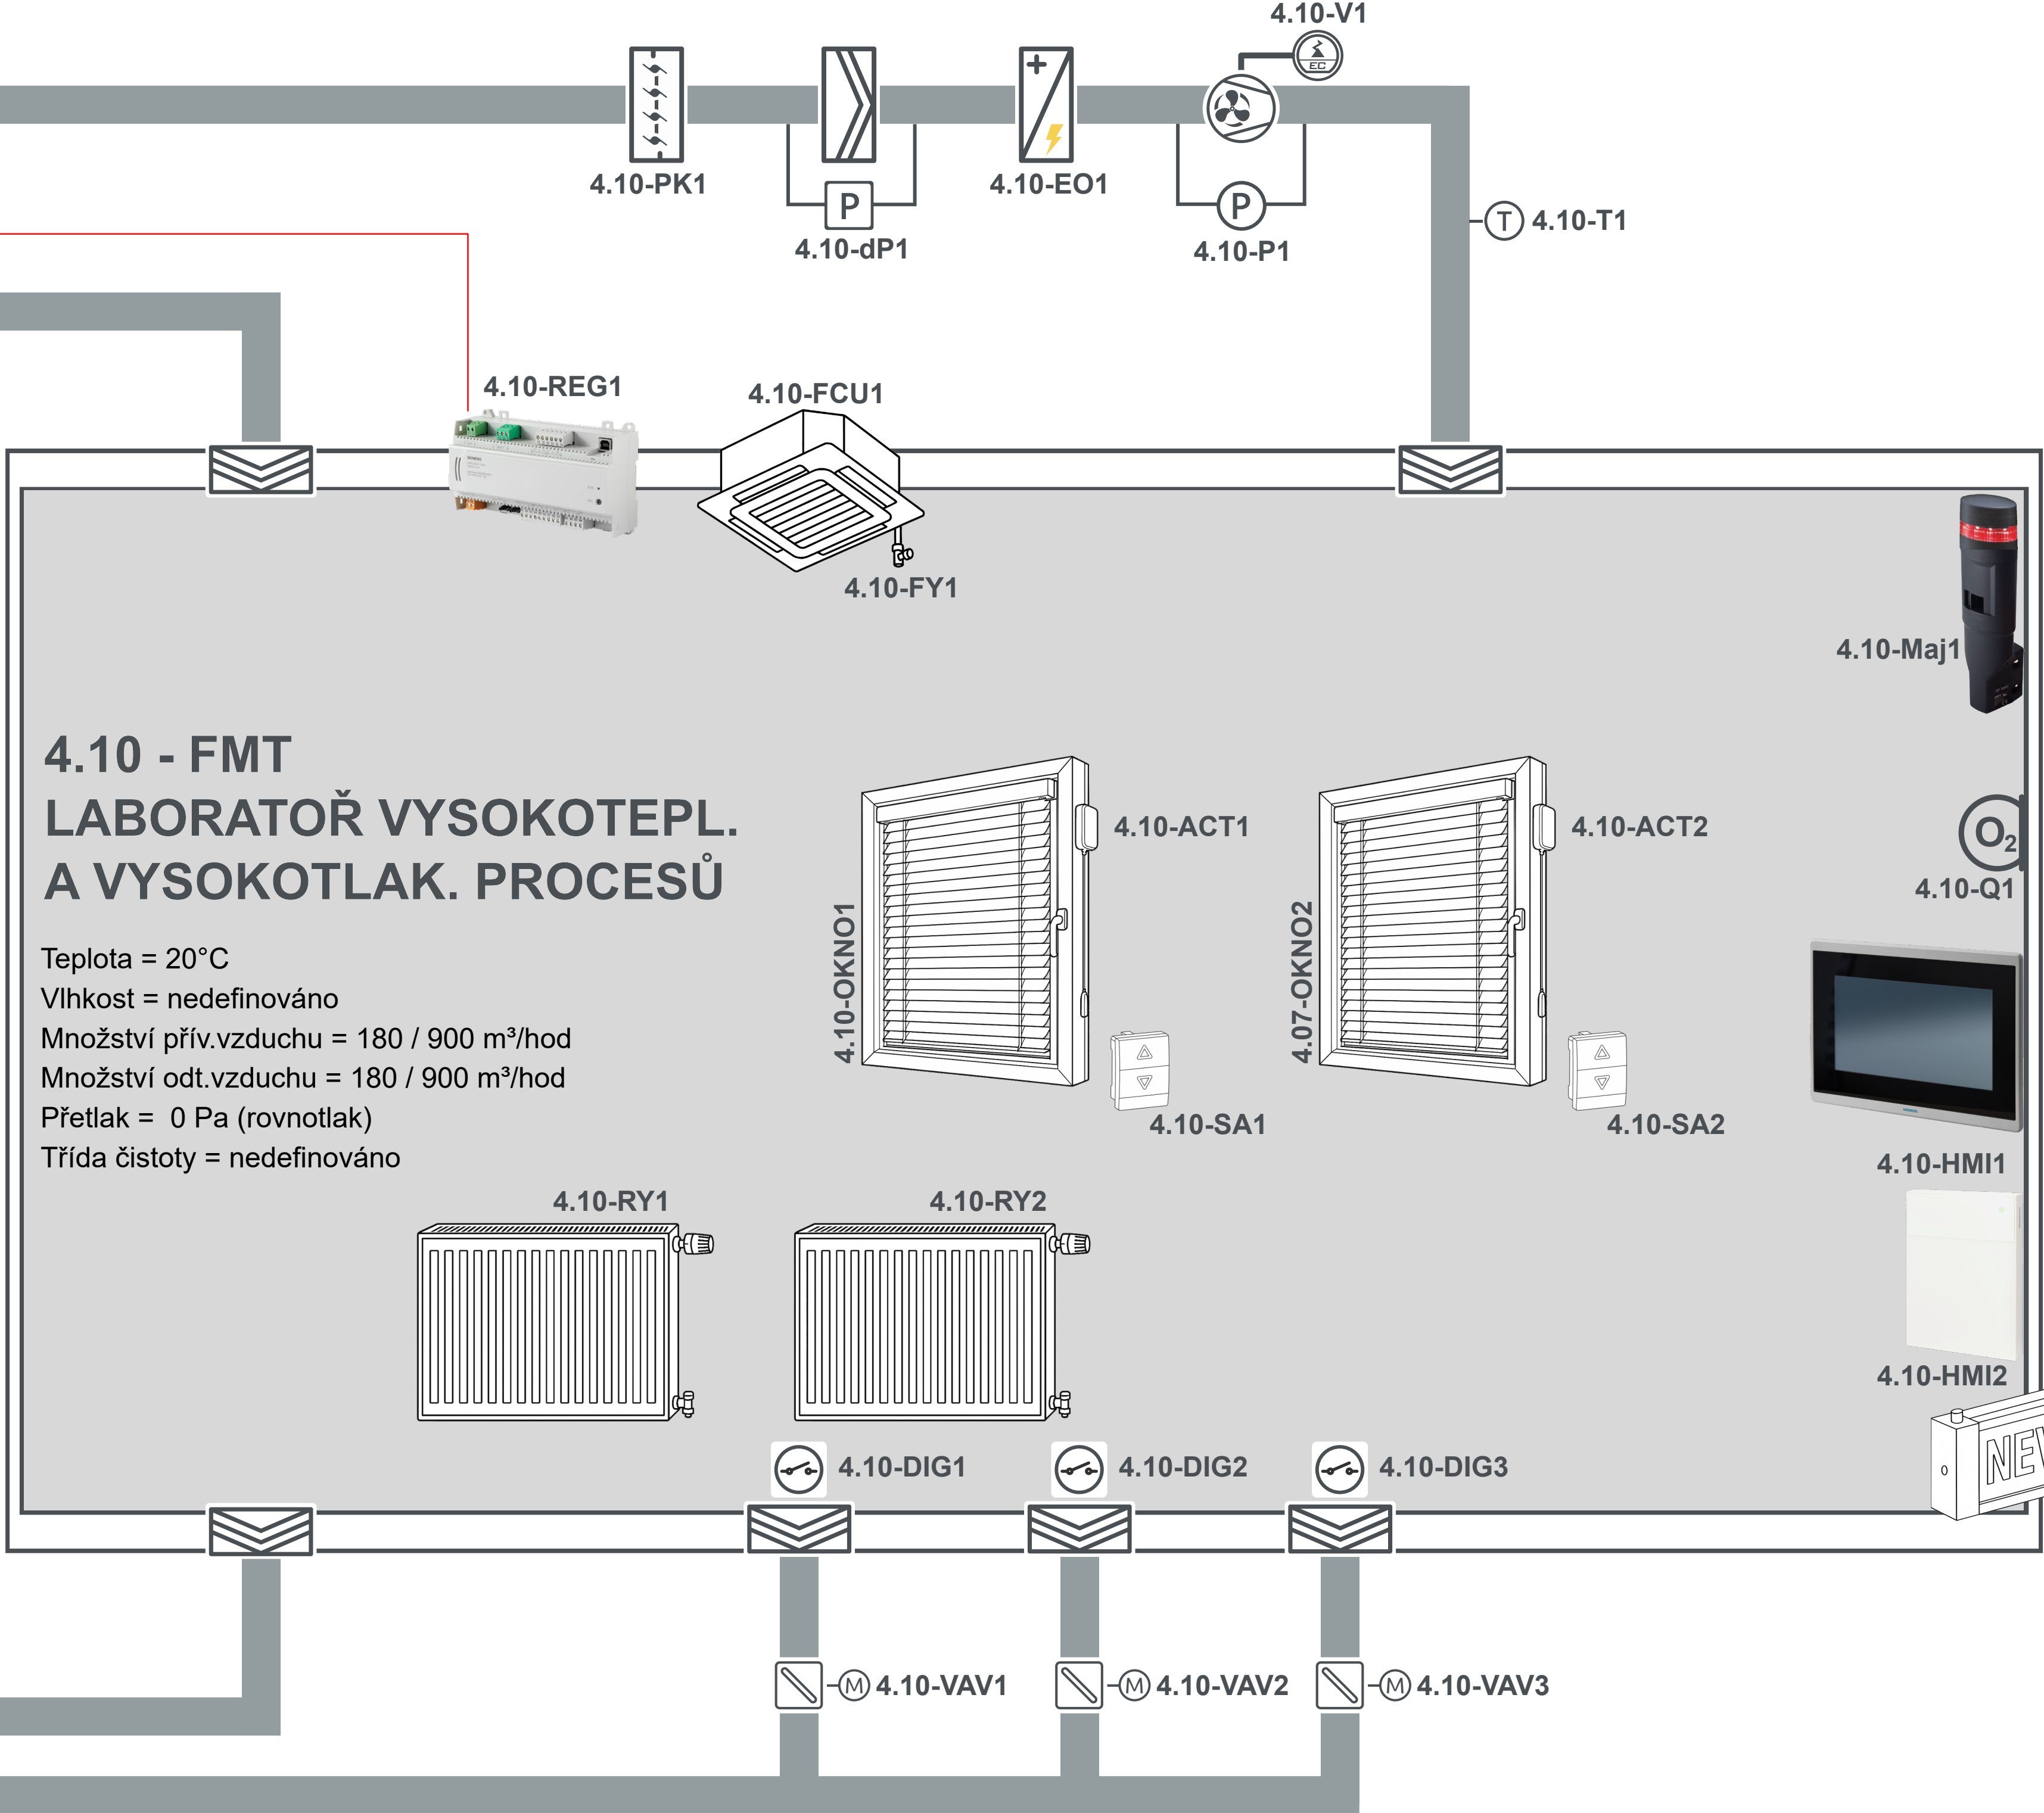 4.10-V1
EC
4.10-PK1
4.10-EO1
P
P
4.10-dP1
4.10-P1
T 4.10-T1
4.10-REG1
4.10-FCU1
4.10-FY1
4.10-Maj1
4.10 - FMT
LABORATOŘ VYSOKOTEPL.
A VYSOKOTLAK. PROCESŮ
Teplota = 20°C
Vlhkost = nedefinováno
Množství přív.vzduchu = 180 / 900 m³/hod
Množství odt.vzduchu = 180 / 900 m³/hod
Přetlak = 0 Pa (rovnotlak)
Třída čistoty = nedefinováno
4.10-OKNO1
4.10-ACT1
4.10-SA1
4.07-OKNO2
4.10-ACT2
4.10-SA2
O₂
4.10-Q1
4.10-HMI1
4.10-HMI2
4.10-RY1
4.10-RY2
NEV
4.10-DIG1
4.10-DIG2
4.10-DIG3
M 4.10-VAV1
M 4.10-VAV2
M 4.10-VAV3